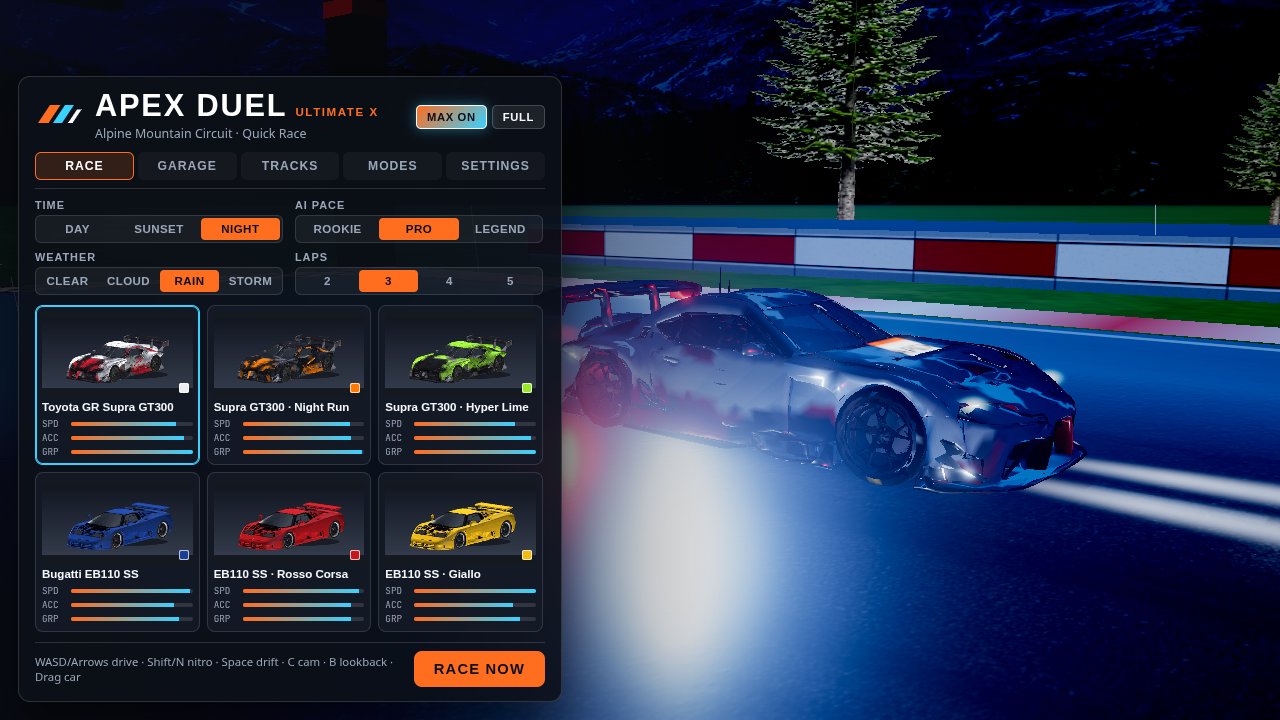 APEX DUEL ULTIMATE X
Alpine Mountain Circuit · Quick Race
MAX ON
FULL
RACE
GARAGE
TRACKS
MODES
SETTINGS
TIME
DAY
SUNSET
NIGHT
AI PACE
ROOKIE
PRO
LEGEND
WEATHER
CLEAR
CLOUD
RAIN
STORM
LAPS
2
3
4
5
Toyota GR Supra GT300
SPD
ACC
GRP
Supra GT300 · Night Run
SPD
ACC
GRP
Supra GT300 · Hyper Lime
SPD
ACC
GRP
Bugatti EB110 SS
SPD
ACC
GRP
EB110 SS · Rosso Corsa
SPD
ACC
GRP
EB110 SS · Giallo
SPD
ACC
GRP
WASD/Arrows drive · Shift/N nitro · Space drift · C cam · B lookback ·
Drag car
RACE NOW